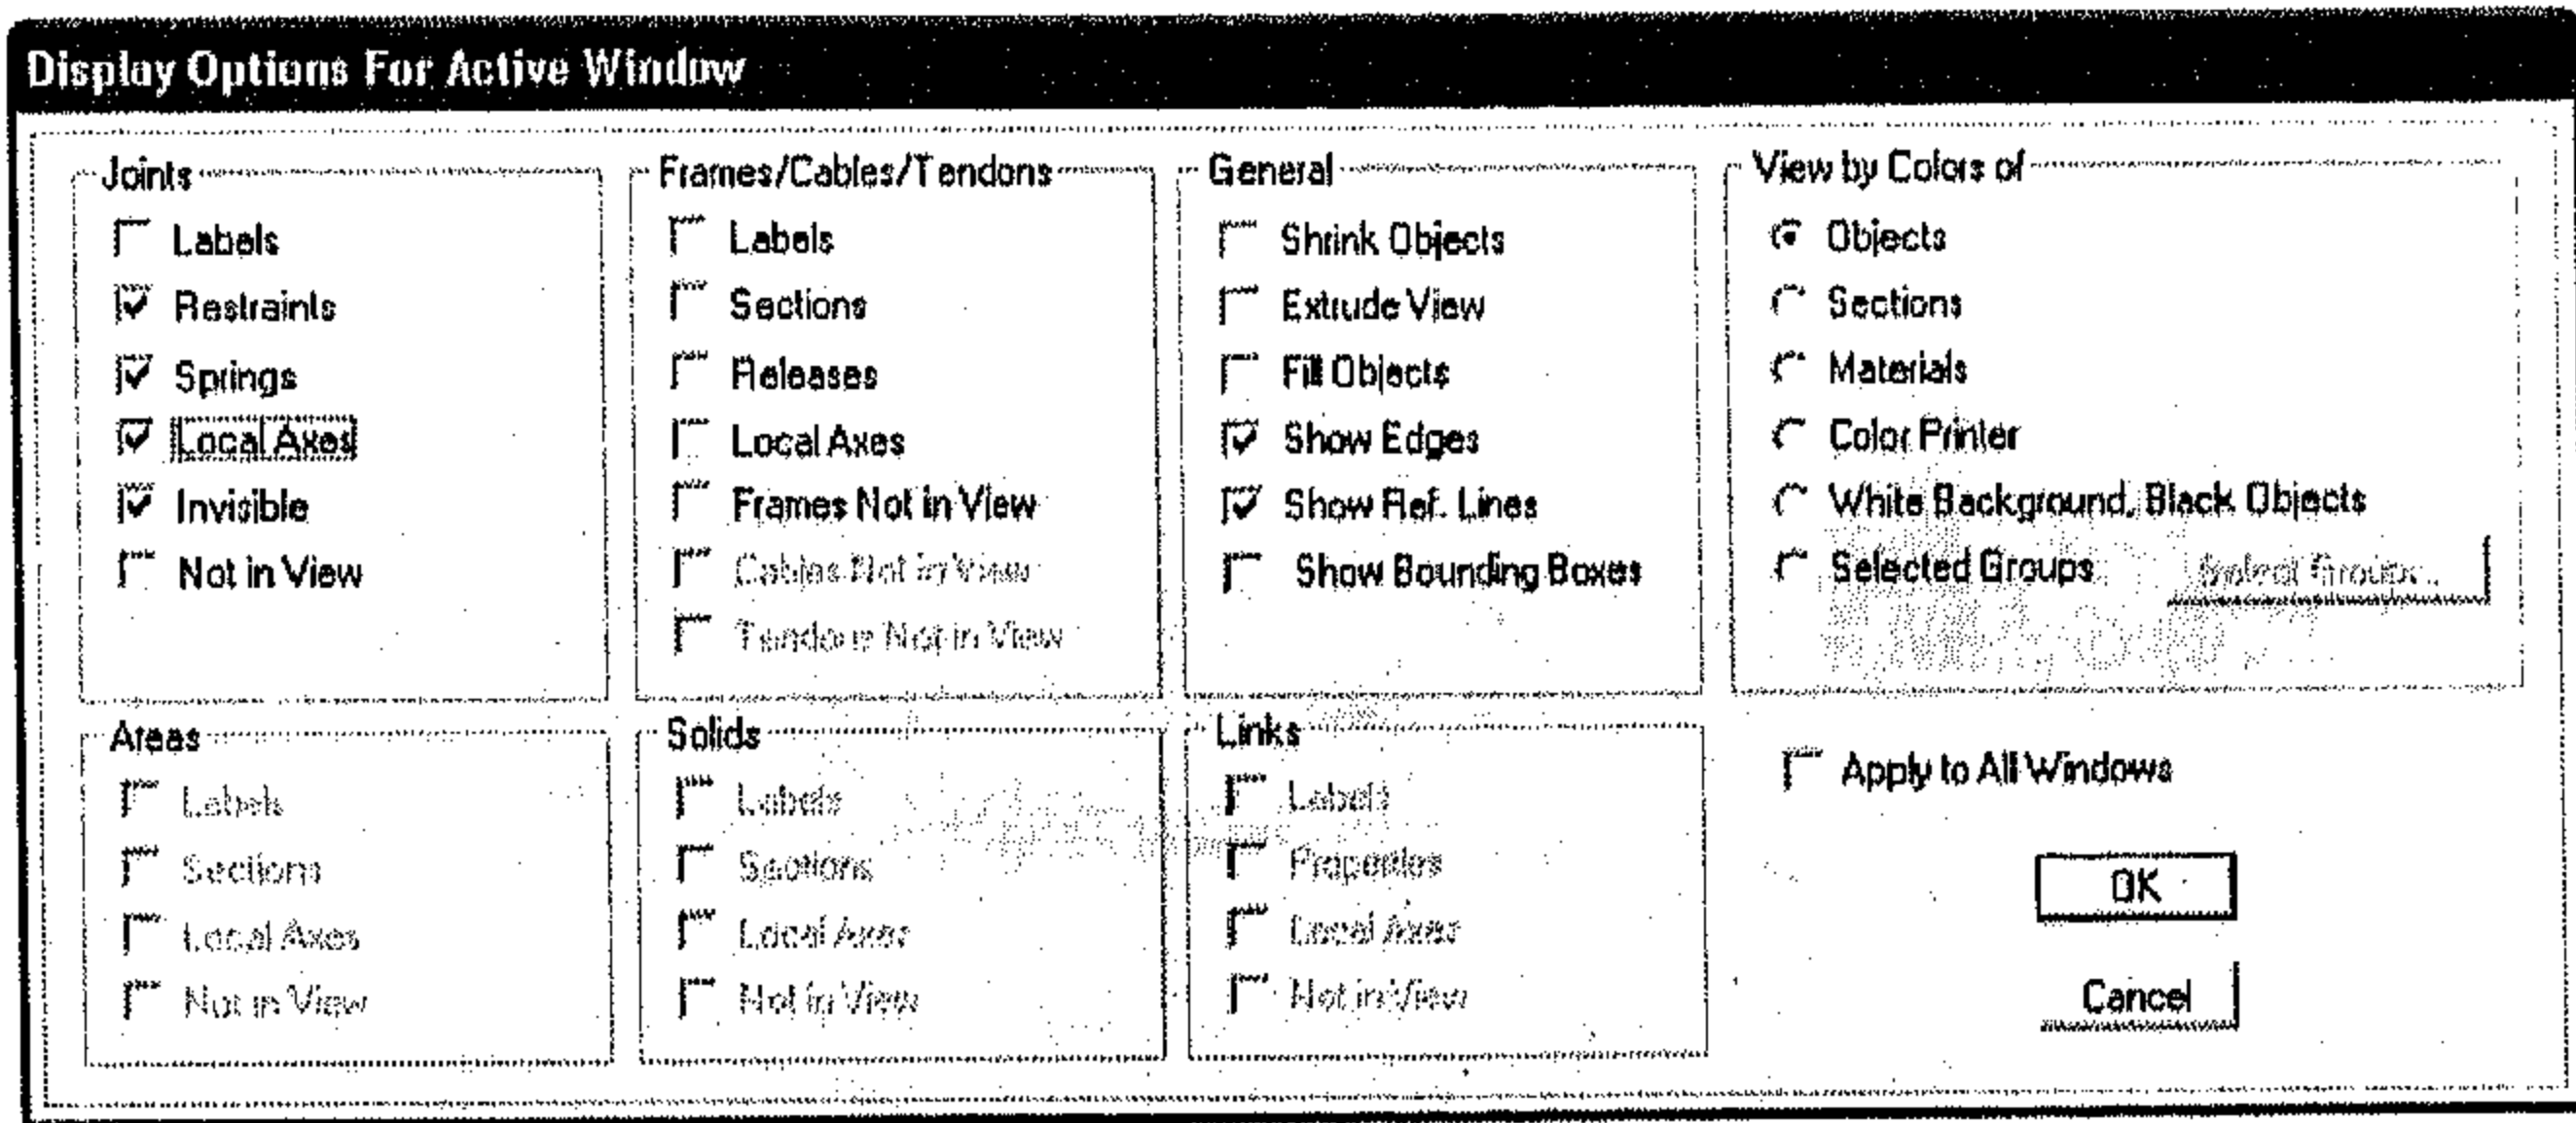 Display Options For Active Window
Joints
Labels
Restraints
Springs
Local Axes
Invisible
Not in View
Frames/Cables/Tendons
Labels
Sections
Releases
Local Axes
Frames Not in View
Cables Not in View
Tendons Not in View
General
Shrink Objects
Extrude View
Fill Objects
Show Edges
Show Ref. Lines
Show Bounding Boxes
View by Colors of
Objects
Sections
Materials
Color Printer
White Background, Black Objects
Selected Groups
Select Groups...
Areas
Labels
Sections
Local Axes
Not in View
Solids
Labels
Sections
Local Axes
Not in View
Links
Labels
Properties
Local Axes
Not in View
Apply to All Windows
OK
Cancel